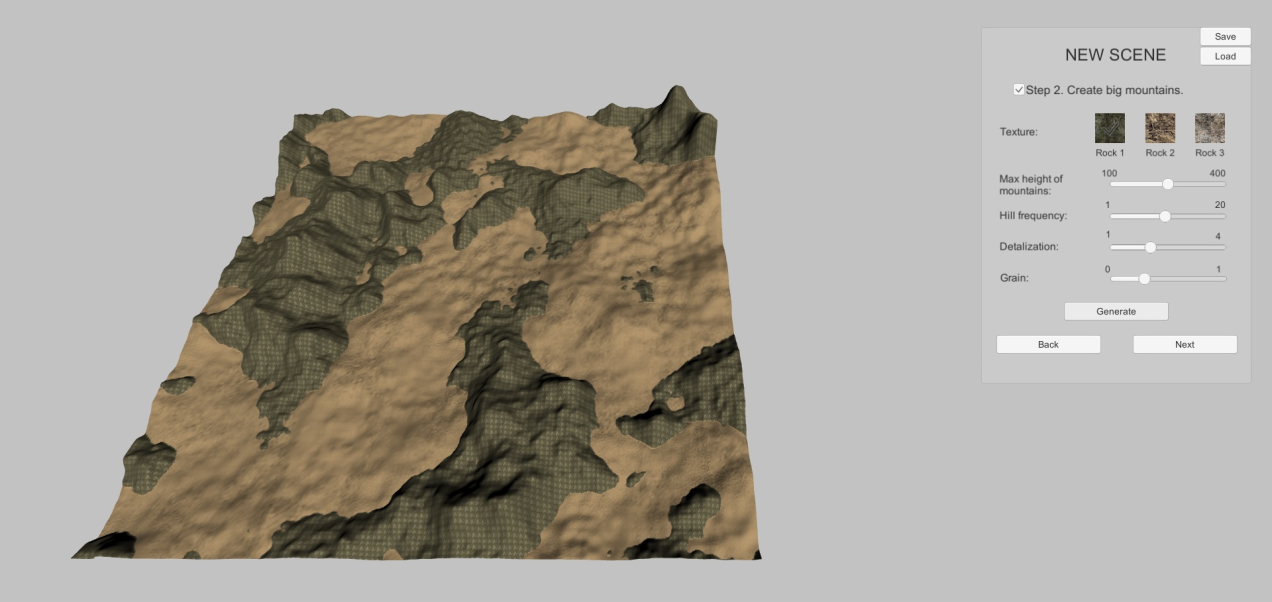 Save
NEW SCENE
Load
Step 2. Create big mountains.
Texture:
Rock 1 Rock 2 Rock 3
100 400
Max height of
mountains:
1 20
Hill frequency:
1 4
Detalization:
0 1
Grain:
Generate
Back Next